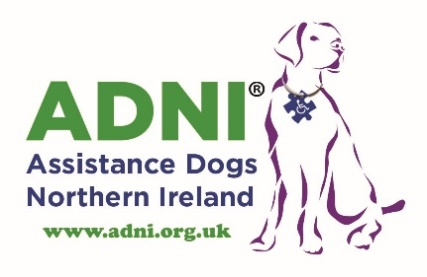 ADNI®
Assistance Dogs
Northern Ireland
www.adni.org.uk